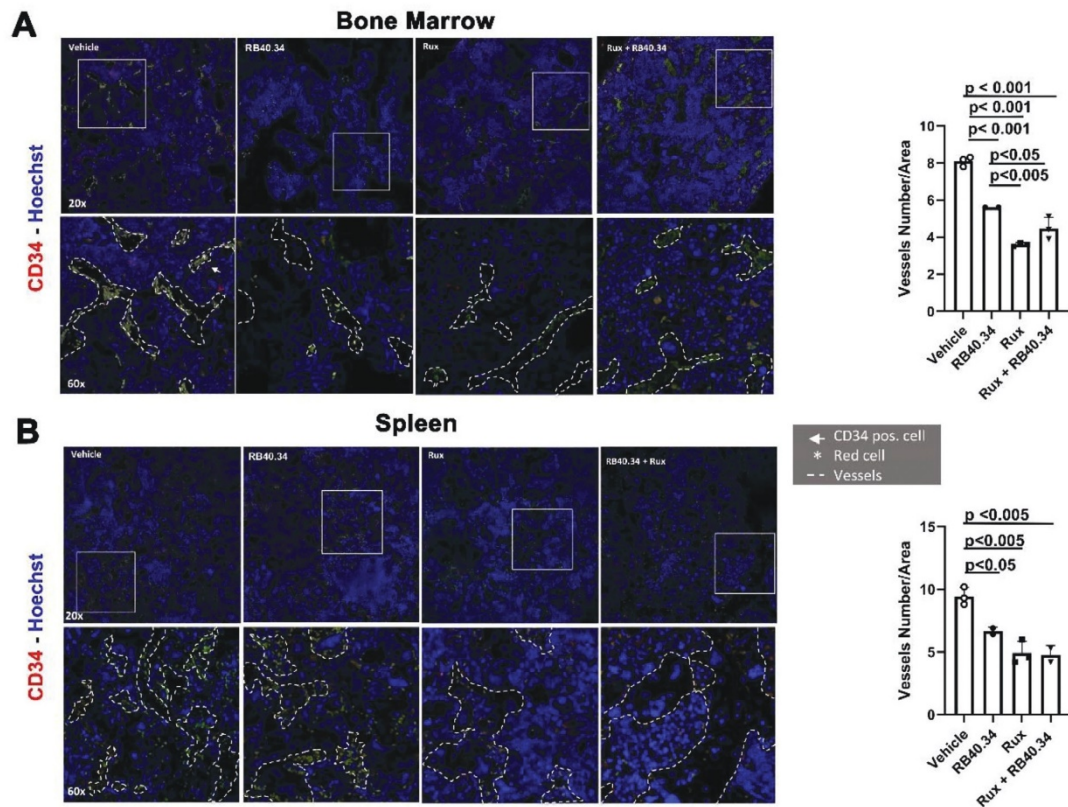 A
Bone Marrow
Vehicle
RB40.34
Rux
Rux + RB40.34
20x
60x
CD34 - Hoechst
p< 0.001
p< 0.001
p< 0.001
p<0.05
p<0.005
Vessels Number/Area
10
8
6
4
2
0
Vehicle
RB40.34
Rux
Rux + RB40.34
B
Spleen
Vehicle
RB40.34
Rux
RB40.34 + Rux
20x
60x
CD34 - Hoechst
CD34 pos. cell
* Red cell
Vessels
p <0.005
p <0.005
p<0.05
Vessels Number/Area
15
10
5
0
Vehicle
RB40.34
Rux
Rux + RB40.34